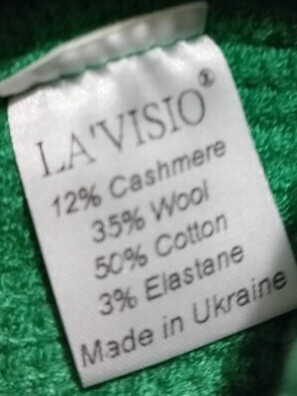 LA'VISIO®
12% Cashmere
35% Wool
50% Cotton
3% Elastane
Made in Ukraine